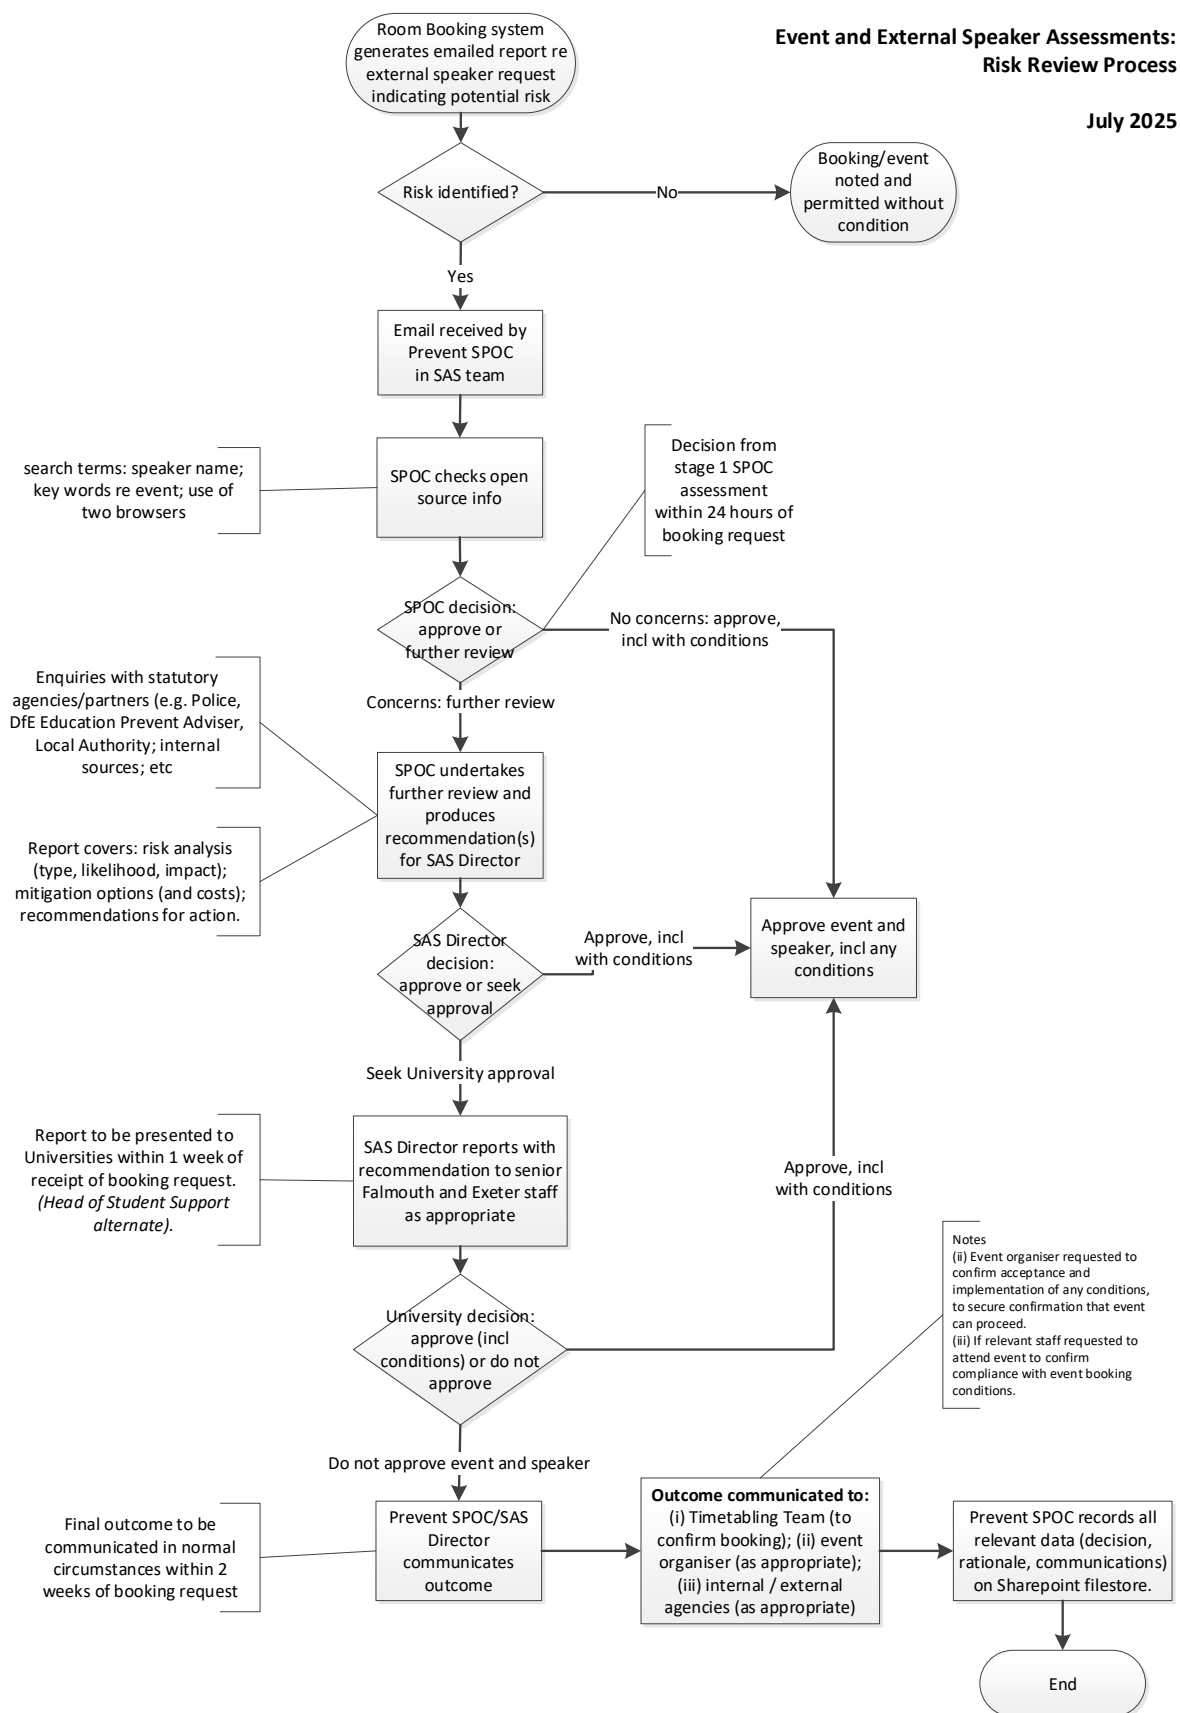 Event and External Speaker Assessments:
Risk Review Process
July 2025
Room Booking system
generates emailed report re
external speaker request
indicating potential risk
Risk identified?
No
Booking/event
noted and
permitted without
condition
Yes
Email received by
Prevent SPOC
in SAS team
search terms: speaker name;
key words re event; use of
two browsers
SPOC checks open
source info
Decision from
stage 1 SPOC
assessment
within 24 hours of
booking request
SPOC decision:
approve or
further review
No concerns: approve,
incl with conditions
Concerns: further review
Enquiries with statutory
agencies/partners (e.g. Police,
DfE Education Prevent Adviser,
Local Authority; internal
sources; etc
SPOC undertakes
further review and
produces
recommendation(s)
for SAS Director
Report covers: risk analysis
(type, likelihood, impact);
mitigation options (and costs);
recommendations for action.
SAS Director
decision:
approve or seek
approval
Approve, incl
with conditions
Approve event and
speaker, incl any
conditions
Seek University approval
Report to be presented to
Universities within 1 week of
receipt of booking request.
(Head of Student Support
alternate).
SAS Director reports with
recommendation to senior
Falmouth and Exeter staff
as appropriate
Approve, incl
with conditions
Notes
(ii) Event organiser requested to
confirm acceptance and
implementation of any conditions,
to secure confirmation that event
can proceed.
(iii) If relevant staff requested to
attend event to confirm
compliance with event booking
conditions.
University decision:
approve (incl
conditions) or do not
approve
Do not approve event and speaker
Final outcome to be
communicated in normal
circumstances within 2
weeks of booking request
Prevent SPOC/SAS
Director
communicates
outcome
Outcome communicated to:
(i) Timetabling Team (to
confirm booking); (ii) event
organiser (as appropriate);
(iii) internal / external
agencies (as appropriate)
Prevent SPOC records all
relevant data (decision,
rationale, communications)
on Sharepoint filestore.
End